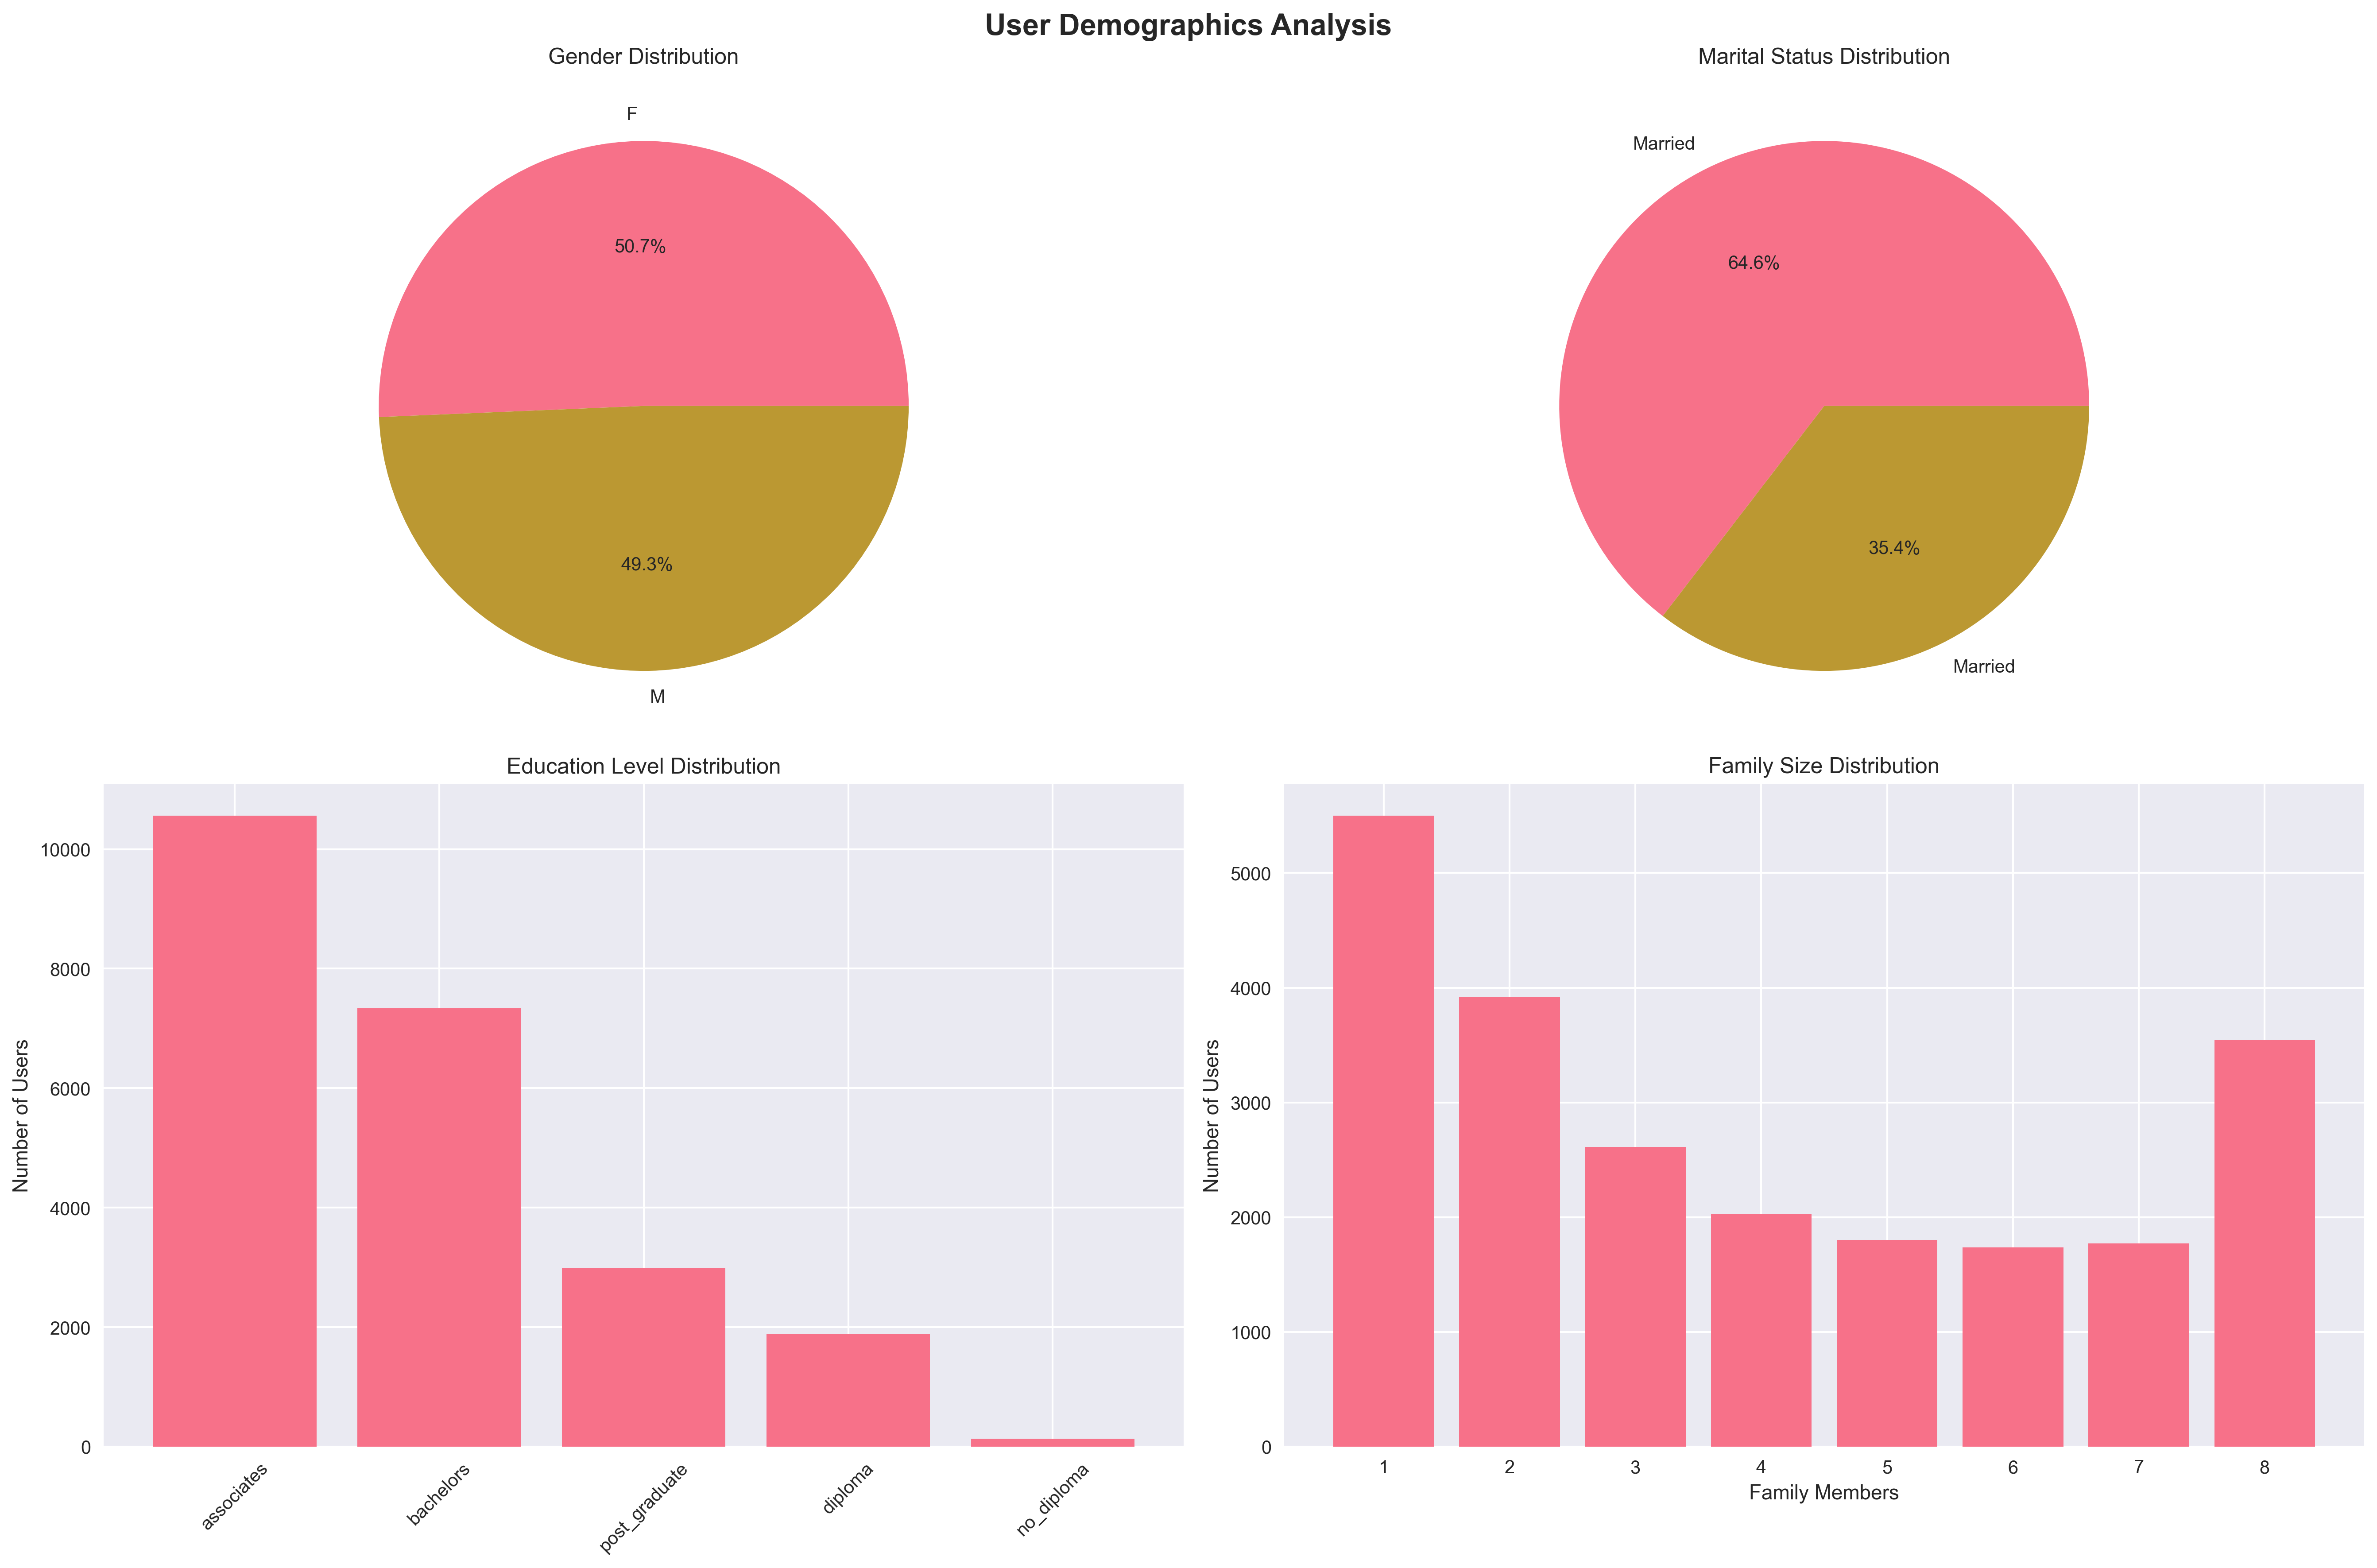 User Demographics Analysis
Gender Distribution
F
50.7%
49.3%
M
Marital Status Distribution
Married
64.6%
35.4%
Married
Education Level Distribution
Number of Users
10000
8000
6000
4000
2000
0
associates
bachelors
post_graduate
diploma
no_diploma
Family Size Distribution
Number of Users
5000
4000
3000
2000
1000
0
1 2 3 4 5 6 7 8
Family Members